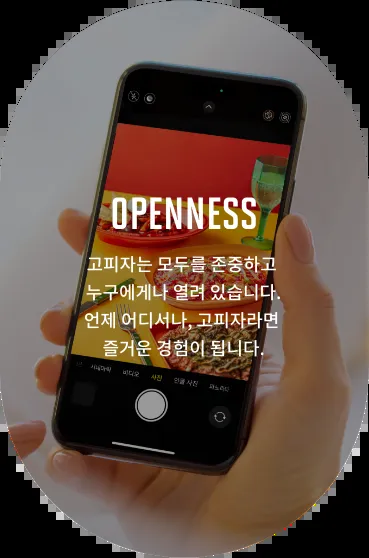 OPENNESS
고피자는 모두를 존중하고
누구에게나 열려 있습니다.
언제 어디서나, 고피자라면
즐거운 경험이 됩니다.
비디오 사진 인물 사진